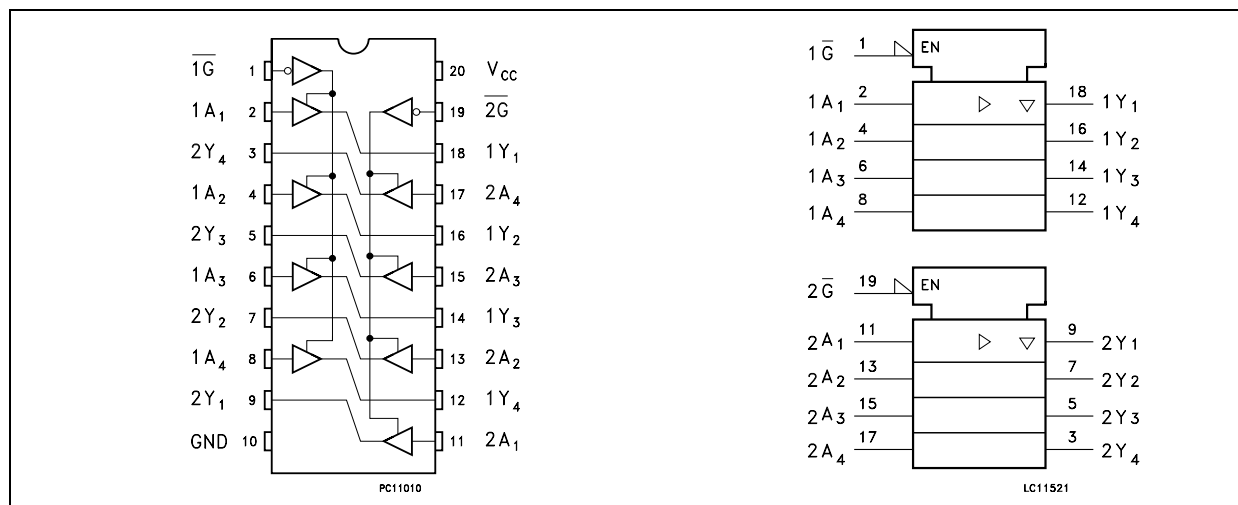 1G̅ 1 20 VCC
1A1 2 19 2G̅
2Y4 3 18 1Y1
1A2 4 17 2A4
2Y3 5 16 1Y2
1A3 6 15 2A3
2Y2 7 14 1Y3
1A4 8 13 2A2
2Y1 9 12 1Y4
GND 10 11 2A1
PC11010
1G̅ 1 EN
1A1 2 18 1Y1
1A2 4 16 1Y2
1A3 6 14 1Y3
1A4 8 12 1Y4
2G̅ 19 EN
2A1 11 9 2Y1
2A2 13 7 2Y2
2A3 15 5 2Y3
2A4 17 3 2Y4
LC11521